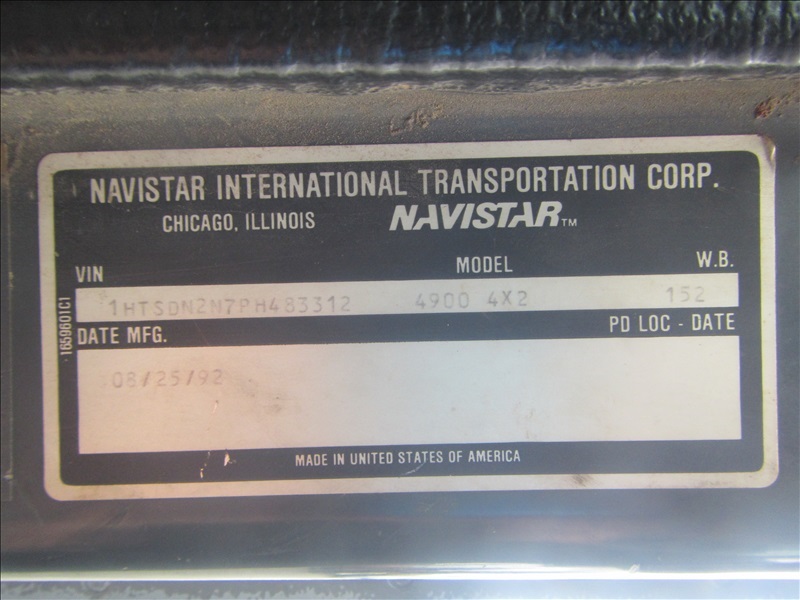 NAVISTAR INTERNATIONAL TRANSPORTATION CORP.
CHICAGO, ILLINOIS NAVISTAR™
VIN MODEL W.B.
1HTSDN2N7PH483312 4900 4X2 152
DATE MFG. PD LOC - DATE
08/25/92
MADE IN UNITED STATES OF AMERICA
1659601C1